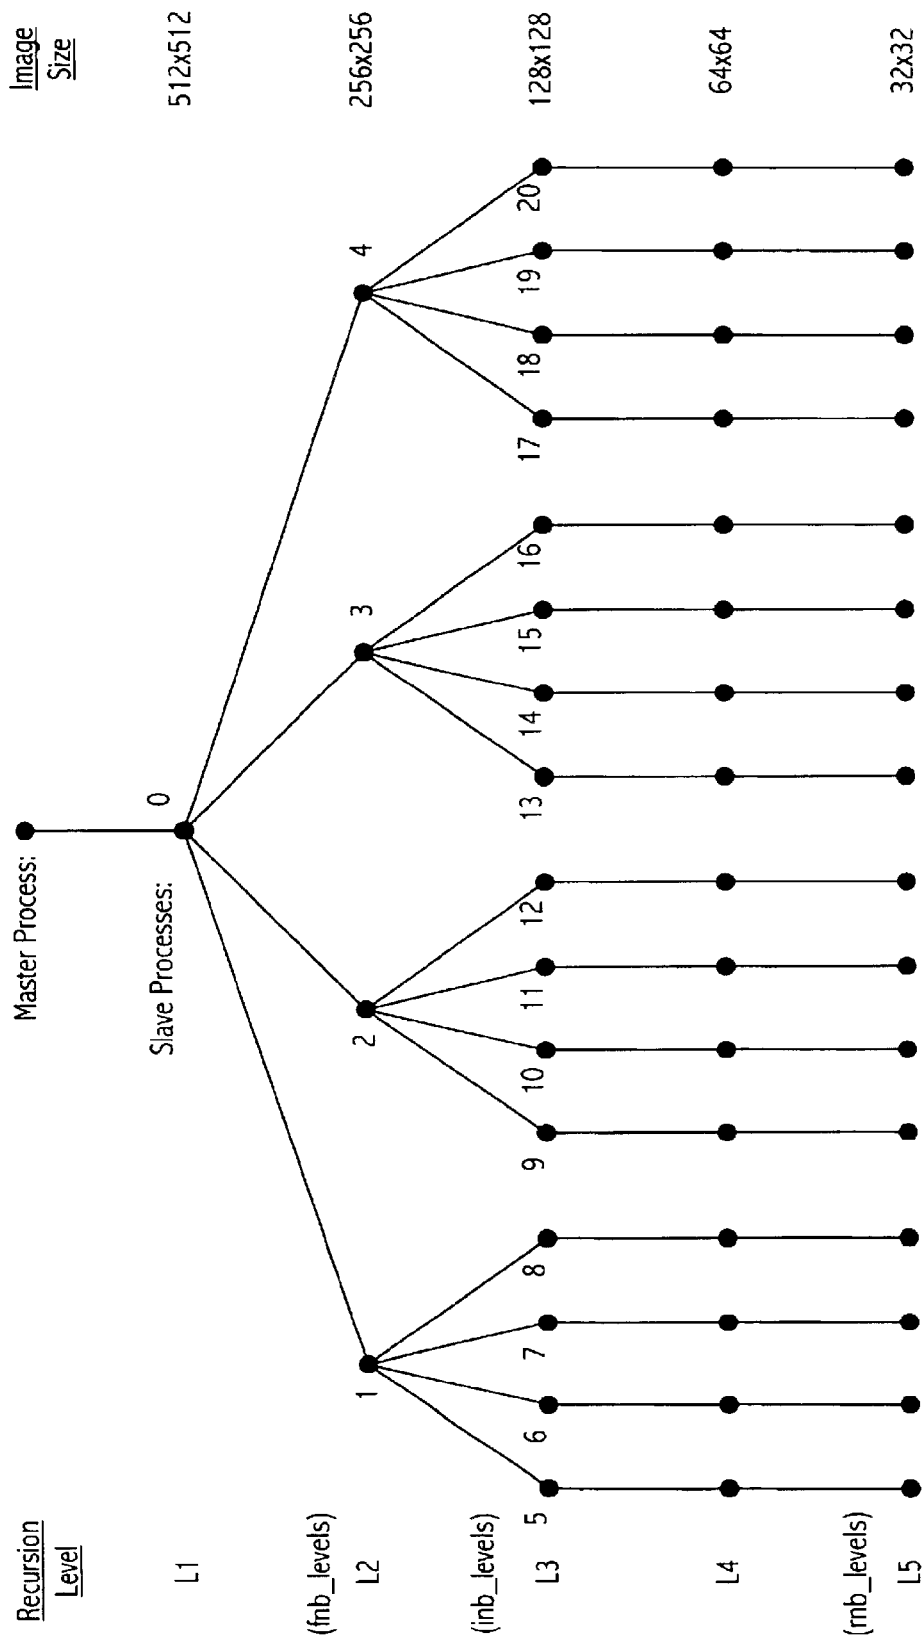 Recursion
Level
Image
Size
Master Process:
Slave Processes:
0
L1
512x512
(fnb_levels)
L2
1
2
3
4
256x256
(inb_levels)
L3
5
6
7
8
9
10
11
12
13
14
15
16
17
18
19
20
128x128
L4
64x64
(rnb_levels)
L5
32x32